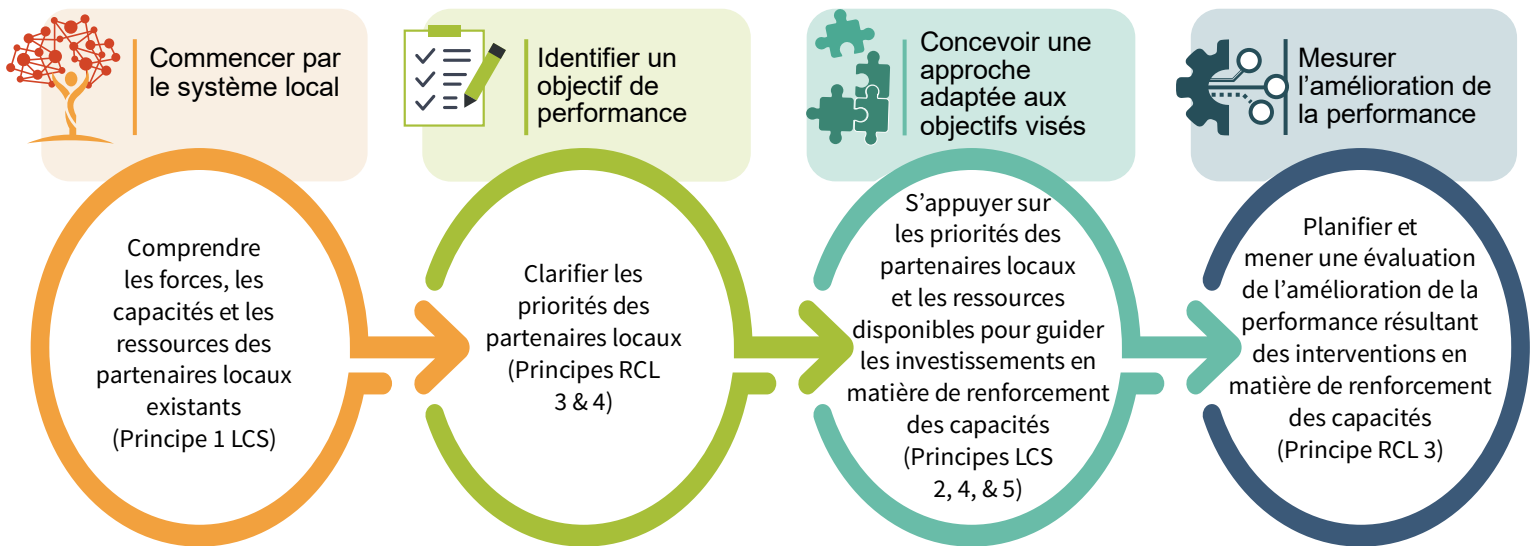 Commencer par
le système local
Comprendre
les forces, les
capacités et les
ressources des
partenaires locaux
existants
(Principe 1 LCS)
Identifier un
objectif de
performance
Clarifier les
priorités des
partenaires locaux
(Principes RCL
3 & 4)
Concevoir une
approche
adaptée aux
objectifs visés
S’appuyer sur
les priorités des
partenaires locaux
et les ressources
disponibles pour guider
les investissements en
matière de renforcement
des capacités
(Principes LCS
2, 4, & 5)
Mesurer
l’amélioration de
la performance
Planifier et
mener une évaluation
de l’amélioration de la
performance résultant
des interventions en
matière de renforcement
des capacités
(Principe RCL 3)